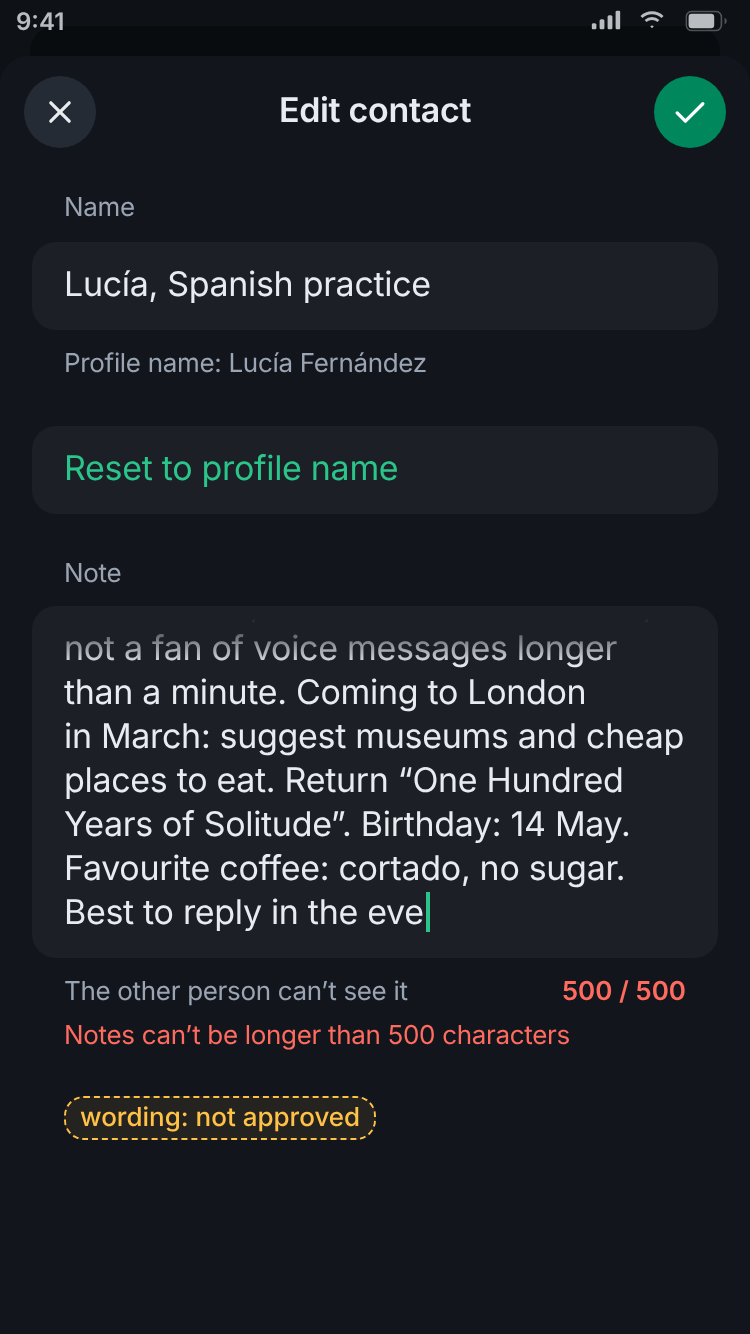 9:41
Edit contact
Name
Lucía, Spanish practice
Profile name: Lucía Fernández
Reset to profile name
Note
not a fan of voice messages longer
than a minute. Coming to London
in March: suggest museums and cheap
places to eat. Return “One Hundred
Years of Solitude”. Birthday: 14 May.
Favourite coffee: cortado, no sugar.
Best to reply in the eve
The other person can’t see it
500 / 500
Notes can’t be longer than 500 characters
wording: not approved